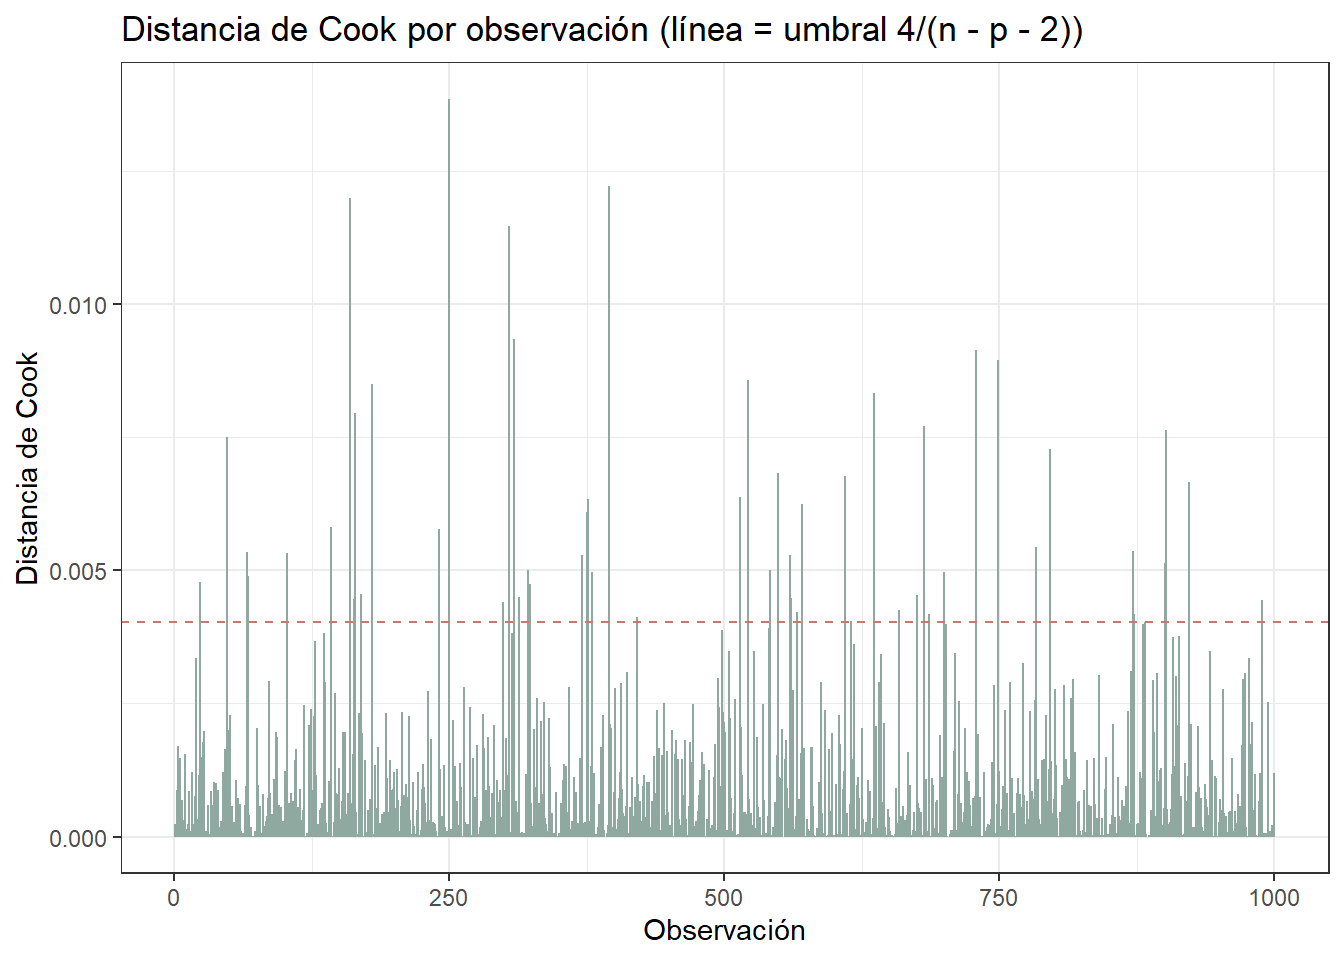 Distancia de Cook por observación (línea = umbral 4/(n - p - 2))
Distancia de Cook
0.010
0.005
0.000
0
250
500
750
1000
Observación